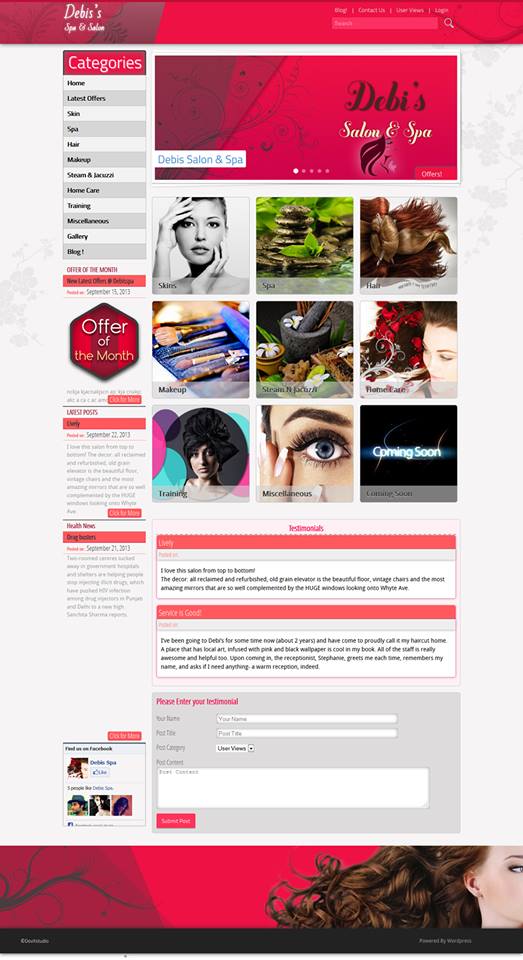 Debis's
Spa & Salon
Blog! | Contact Us | User Views | Login
Search
Categories
Home
Latest Offers
Skin
Spa
Hair
Makeup
Steam & Jacuzzi
Home Care
Training
Miscellaneous
Gallery
Blog !
Debi's
Salon & Spa
Debis Salon & Spa
Offers!
OFFER OF THE MONTH
New Latest Offers @ Debitspa
Posted on: September 15, 2013
Offer
of
the Month
Click for More
LATEST POSTS
Lively
Posted on: September 22, 2013
I love this salon from top to
bottom! The decor: all reclaimed
and refurbished, old grain
elevator is the beautiful floor,
vintage chairs and the most
amazing mirrors that are so well
complemented by the HUGE
windows looking onto Whyte
Ave.
Click for More
Health News
Drug busters
Posted on: September 21, 2013
Two-roomed centres tucked
away in government hospitals
and shelters are helping people
stop injecting illicit drugs, which
have pushed HIV infection
among drug injectors in Punjab
and Delhi to a new high.
Sanchita Sharma reports.
Click for More
Find us on Facebook
Debis Spa
Like
5 people like Debis Spa.
Skins
Spa
Hair
Makeup
Steam N Jacuzzi
Home Care
Training
Miscellaneous
Coming Soon
Coming Soon
Testimonials
Lively
Posted on:
I love this salon from top to bottom!
The decor: all reclaimed and refurbished, old grain elevator is the beautiful floor, vintage chairs and the most
amazing mirrors that are so well complemented by the HUGE windows looking onto Whyte Ave.
Service is Good!
Posted on:
I've been going to Debi's for some time now (about 2 years) and have come to proudly call it my haircut home.
A place that has local art, infused with pink and black wallpaper is cool in my book. All of the staff is really
awesome and helpful too. Upon coming in, the receptionist, Stephanie, greets me each time, remembers my
name, and asks if I need anything- a warm reception, indeed.
Please Enter your testimonial
Your Name
Your Name
Post Title
Post Title
Post Category
User Views
Post Content
Post Content
Submit Post
©Devitstudio
Powered By Wordpress